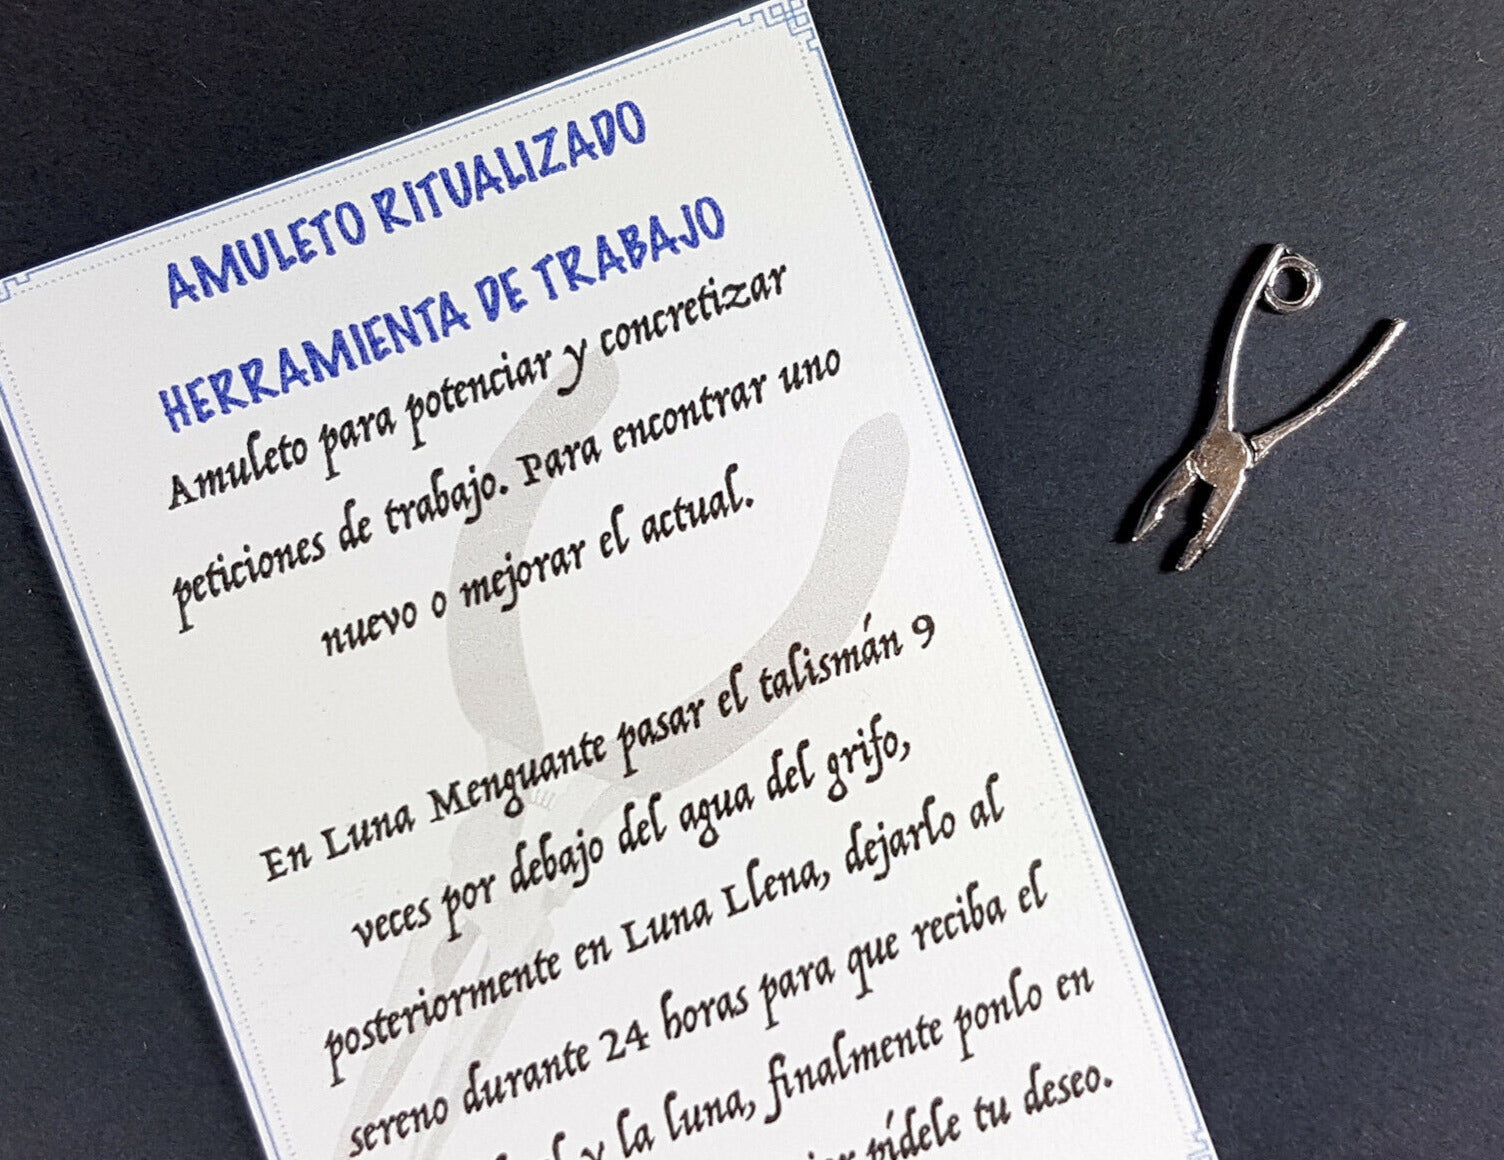 AMULETO RITUALIZADO
HERRAMIENTA DE TRABAJO
Amuleto para potenciar y concretizar
peticiones de trabajo. Para encontrar uno
nuevo o mejorar el actual.
En Luna Menguante pasar el talismán 9
veces por debajo del agua del grifo,
posteriormente en Luna Llena, dejarlo al
sereno durante 24 horas para que reciba el
y la luna, finalmente ponlo en
pídele tu deseo.